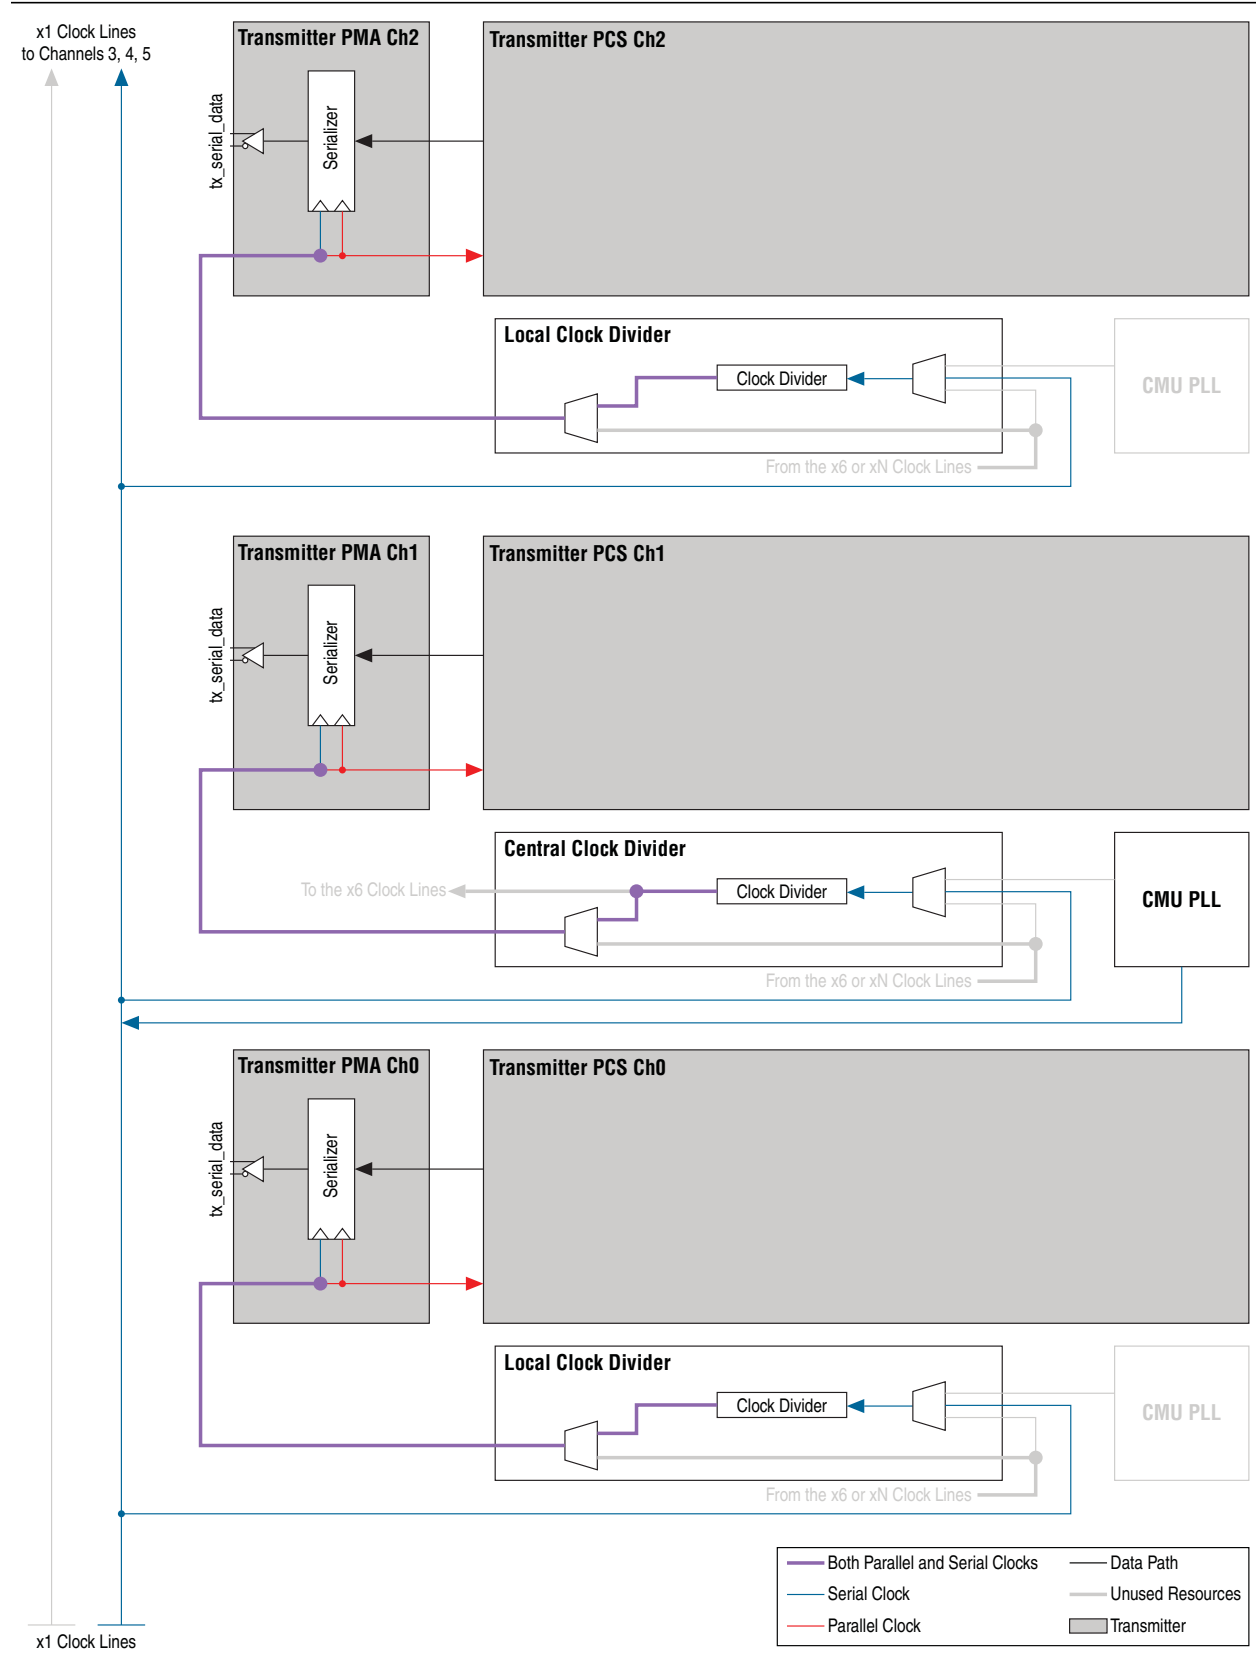 x1 Clock Lines
to Channels 3, 4, 5
Transmitter PMA Ch2
Transmitter PCS Ch2
tx_serial_data
Serializer
Local Clock Divider
Clock Divider
CMU PLL
From the x6 or xN Clock Lines
Transmitter PMA Ch1
Transmitter PCS Ch1
tx_serial_data
Serializer
Central Clock Divider
To the x6 Clock Lines
Clock Divider
CMU PLL
From the x6 or xN Clock Lines
Transmitter PMA Ch0
Transmitter PCS Ch0
tx_serial_data
Serializer
Local Clock Divider
Clock Divider
CMU PLL
From the x6 or xN Clock Lines
Both Parallel and Serial Clocks
Data Path
Serial Clock
Unused Resources
Parallel Clock
Transmitter
x1 Clock Lines